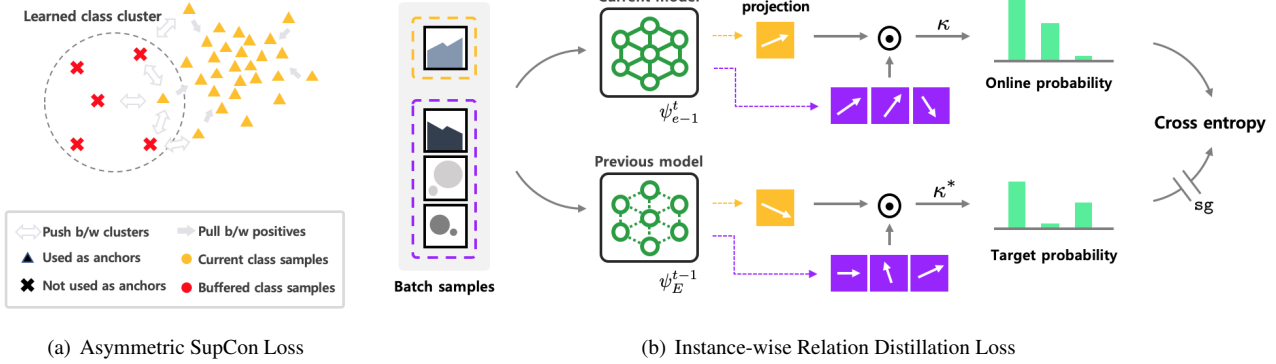 Learned class cluster
Push b/w clusters
Pull b/w positives
Used as anchors
Current class samples
Not used as anchors
Buffered class samples
(a) Asymmetric SupCon Loss
Batch samples
Current model
ψ^t_{e−1}
projection
κ
Online probability
Cross entropy
Previous model
ψ^{t−1}_E
κ*
Target probability
sg
(b) Instance-wise Relation Distillation Loss